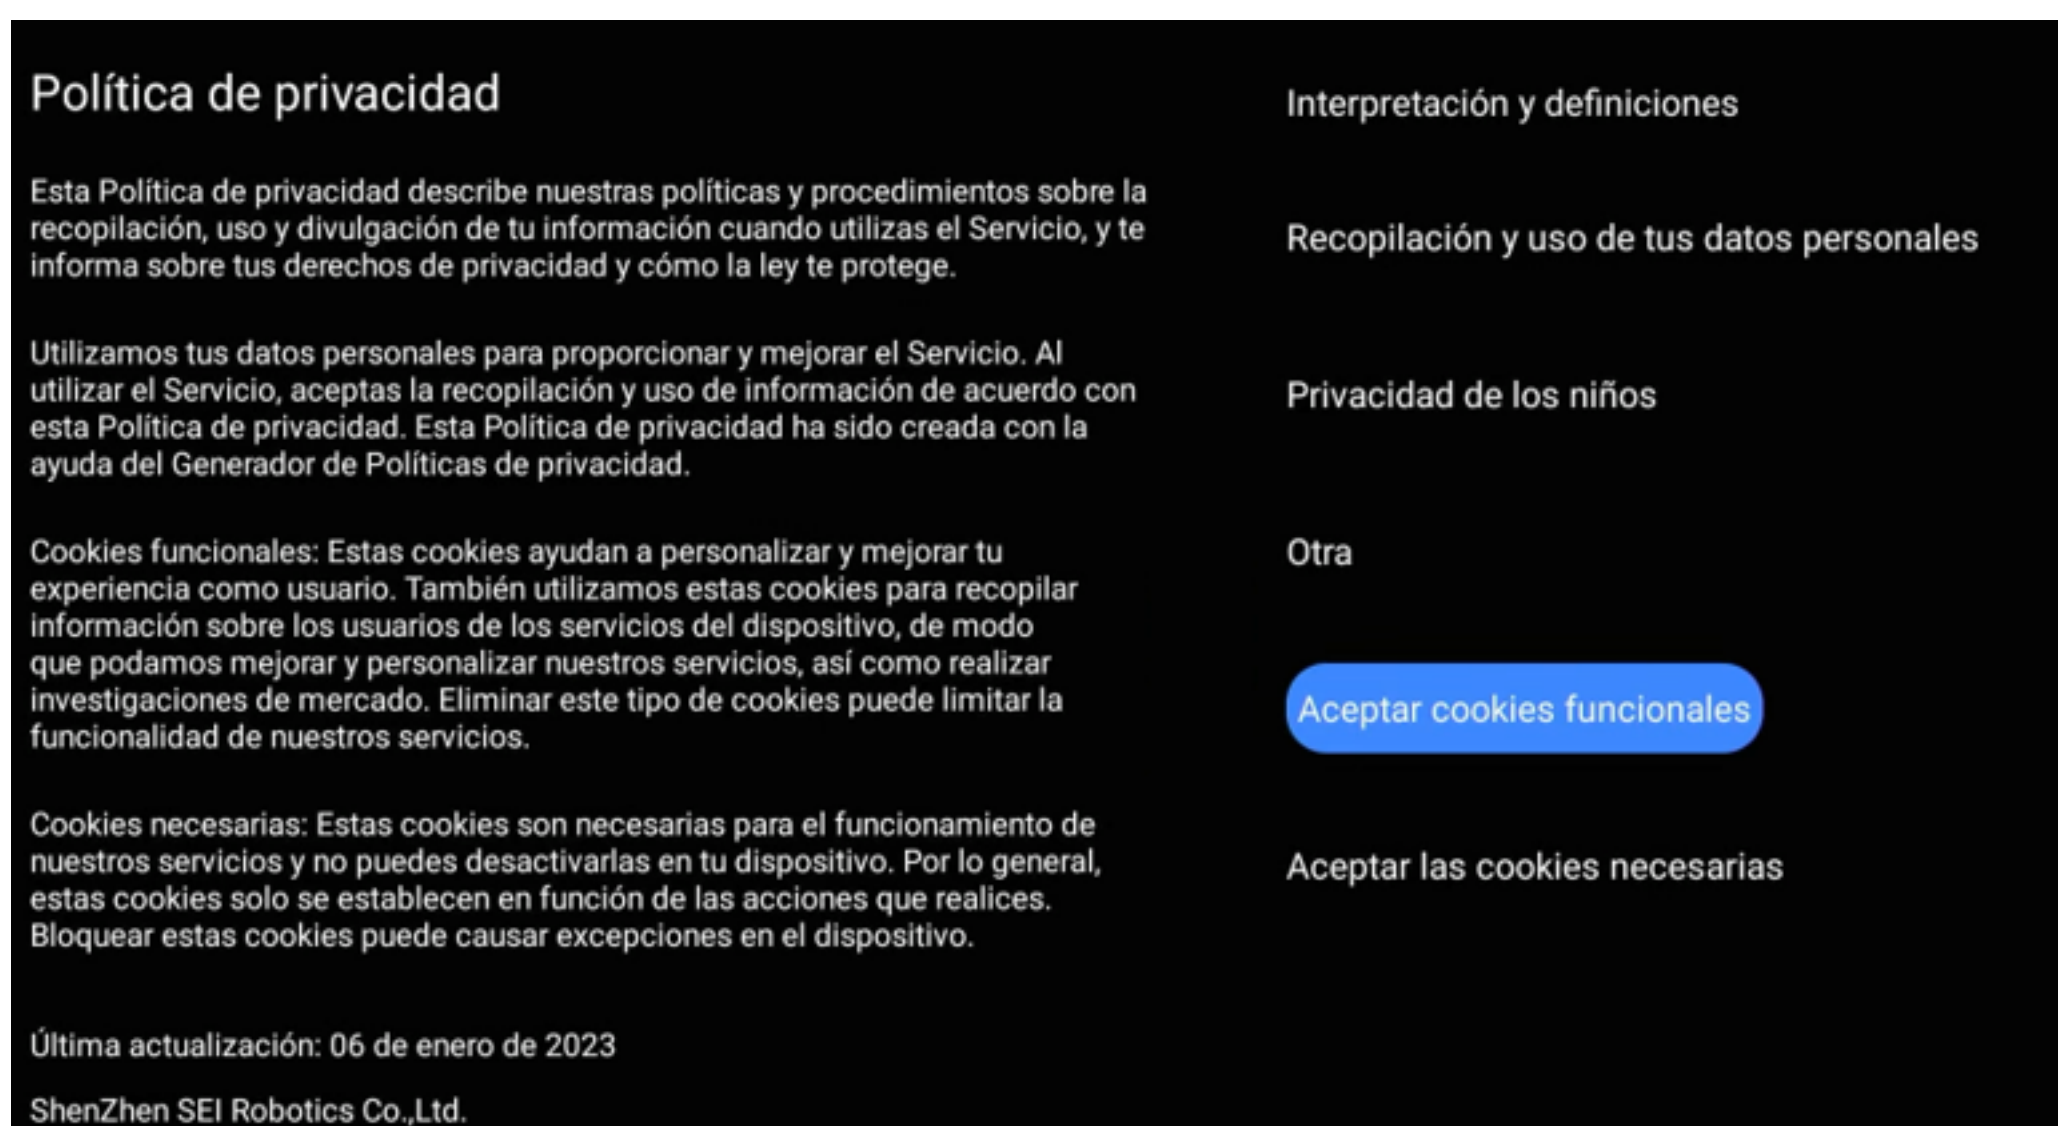 Política de privacidad
Esta Política de privacidad describe nuestras políticas y procedimientos sobre la
recopilación, uso y divulgación de tu información cuando utilizas el Servicio, y te
informa sobre tus derechos de privacidad y cómo la ley te protege.
Utilizamos tus datos personales para proporcionar y mejorar el Servicio. Al
utilizar el Servicio, aceptas la recopilación y uso de información de acuerdo con
esta Política de privacidad. Esta Política de privacidad ha sido creada con la
ayuda del Generador de Políticas de privacidad.
Cookies funcionales: Estas cookies ayudan a personalizar y mejorar tu
experiencia como usuario. También utilizamos estas cookies para recopilar
información sobre los usuarios de los servicios del dispositivo, de modo
que podamos mejorar y personalizar nuestros servicios, así como realizar
investigaciones de mercado. Eliminar este tipo de cookies puede limitar la
funcionalidad de nuestros servicios.
Cookies necesarias: Estas cookies son necesarias para el funcionamiento de
nuestros servicios y no puedes desactivarlas en tu dispositivo. Por lo general,
estas cookies solo se establecen en función de las acciones que realices.
Bloquear estas cookies puede causar excepciones en el dispositivo.
Última actualización: 06 de enero de 2023
ShenZhen SEI Robotics Co.,Ltd.
Interpretación y definiciones
Recopilación y uso de tus datos personales
Privacidad de los niños
Otra
Aceptar cookies funcionales
Aceptar las cookies necesarias